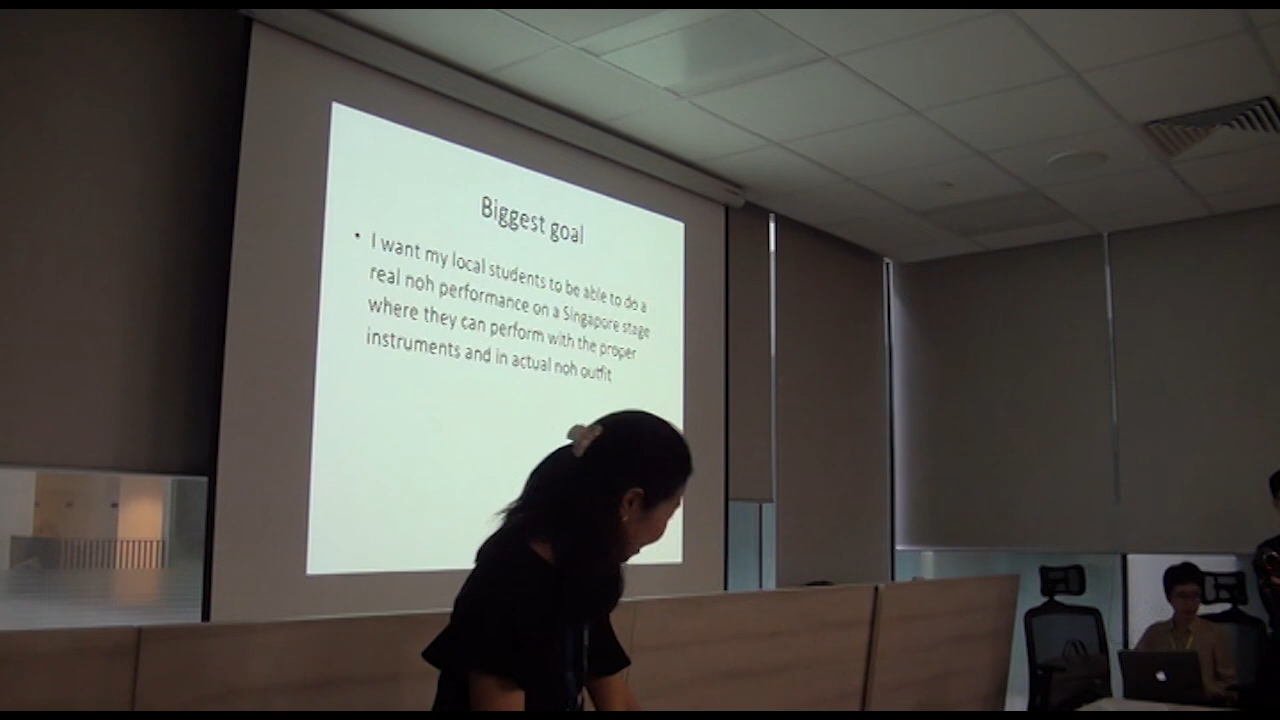 Biggest goal
• I want my local students to be able to do a
real noh performance on a Singapore stage
where they can perform with the proper
instruments and in actual noh outfit